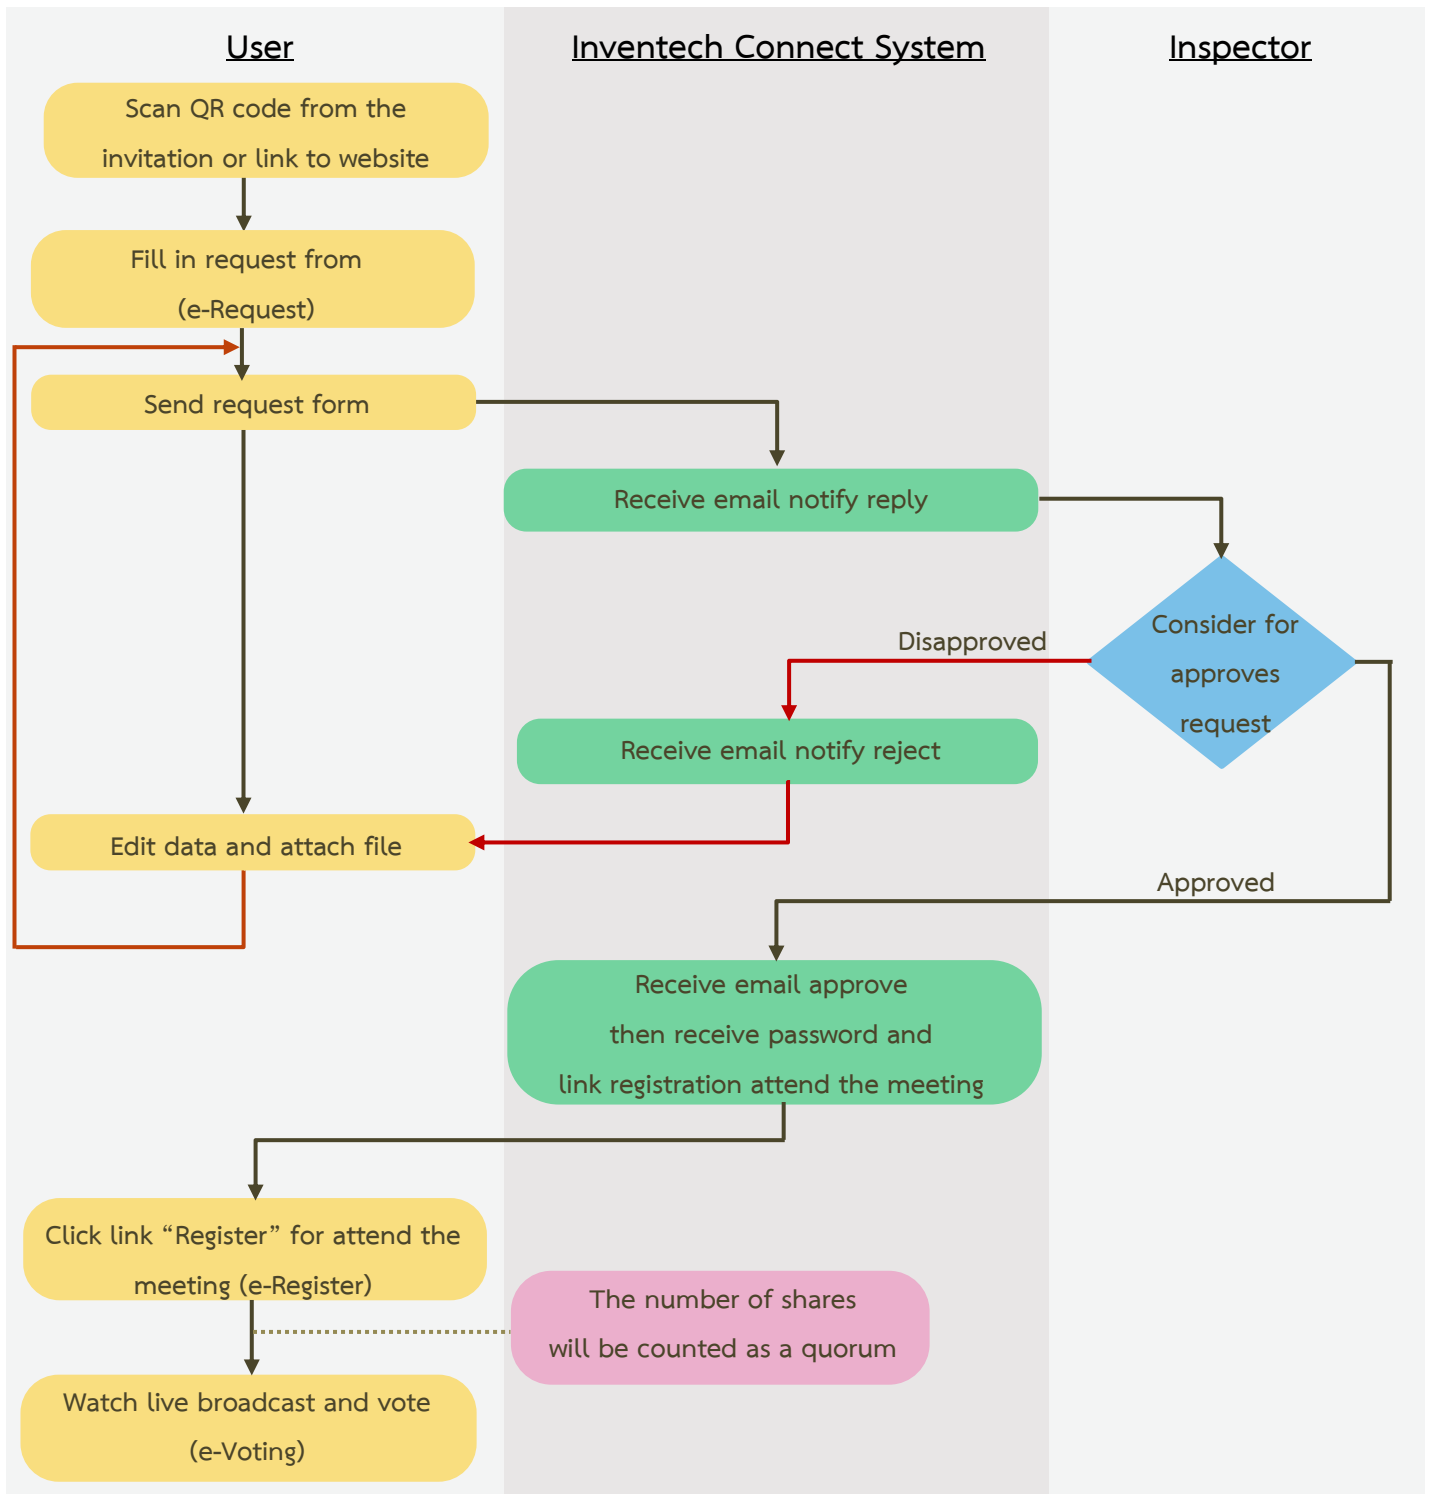 User
Inventech Connect System
Inspector
Scan QR code from the
invitation or link to website
Fill in request from
(e-Request)
Send request form
Receive email notify reply
Consider for
approves
request
Disapproved
Receive email notify reject
Edit data and attach file
Approved
Receive email approve
then receive password and
link registration attend the meeting
Click link “Register” for attend the
meeting (e-Register)
The number of shares
will be counted as a quorum
Watch live broadcast and vote
(e-Voting)